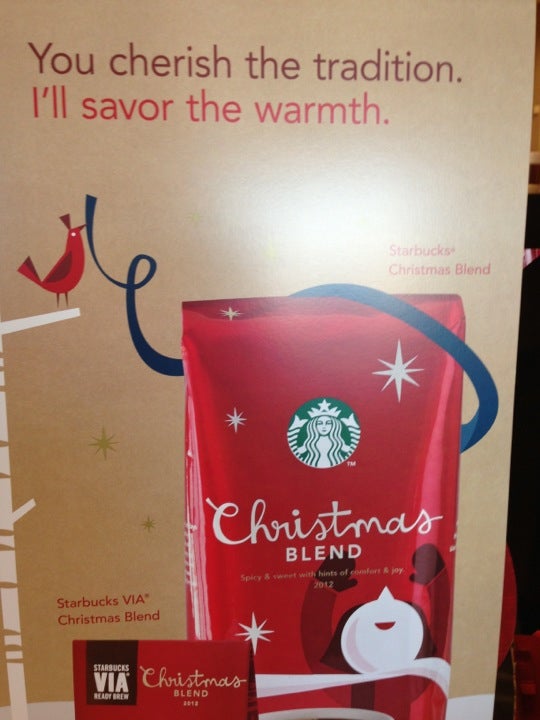 You cherish the tradition.
I'll savor the warmth.
Starbucks®
Christmas Blend
TM
Christmas
BLEND
Spicy & sweet with hints of comfort & joy.
2012
Starbucks VIA®
Christmas Blend
STARBUCKS
VIA
READY BREW
Christmas
BLEND
2012